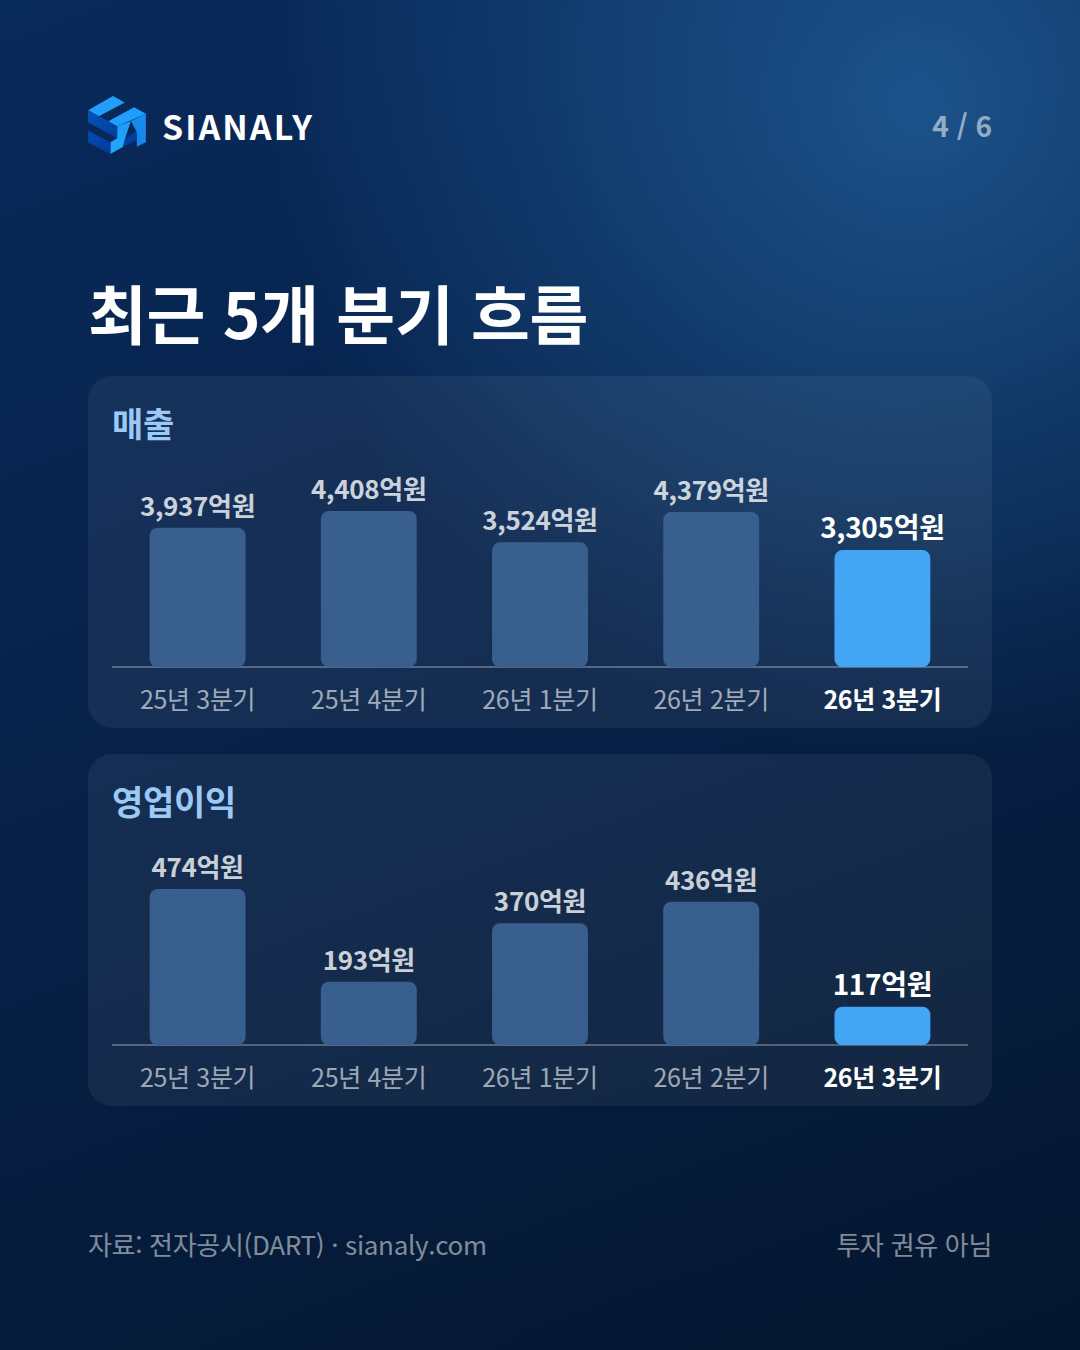 SIANALY
4 / 6
최근 5개 분기 흐름
매출
3,937억원 4,408억원 3,524억원 4,379억원 3,305억원
25년 3분기 25년 4분기 26년 1분기 26년 2분기 26년 3분기
영업이익
474억원 193억원 370억원 436억원 117억원
25년 3분기 25년 4분기 26년 1분기 26년 2분기 26년 3분기
자료: 전자공시(DART) · sianaly.com
투자 권유 아님